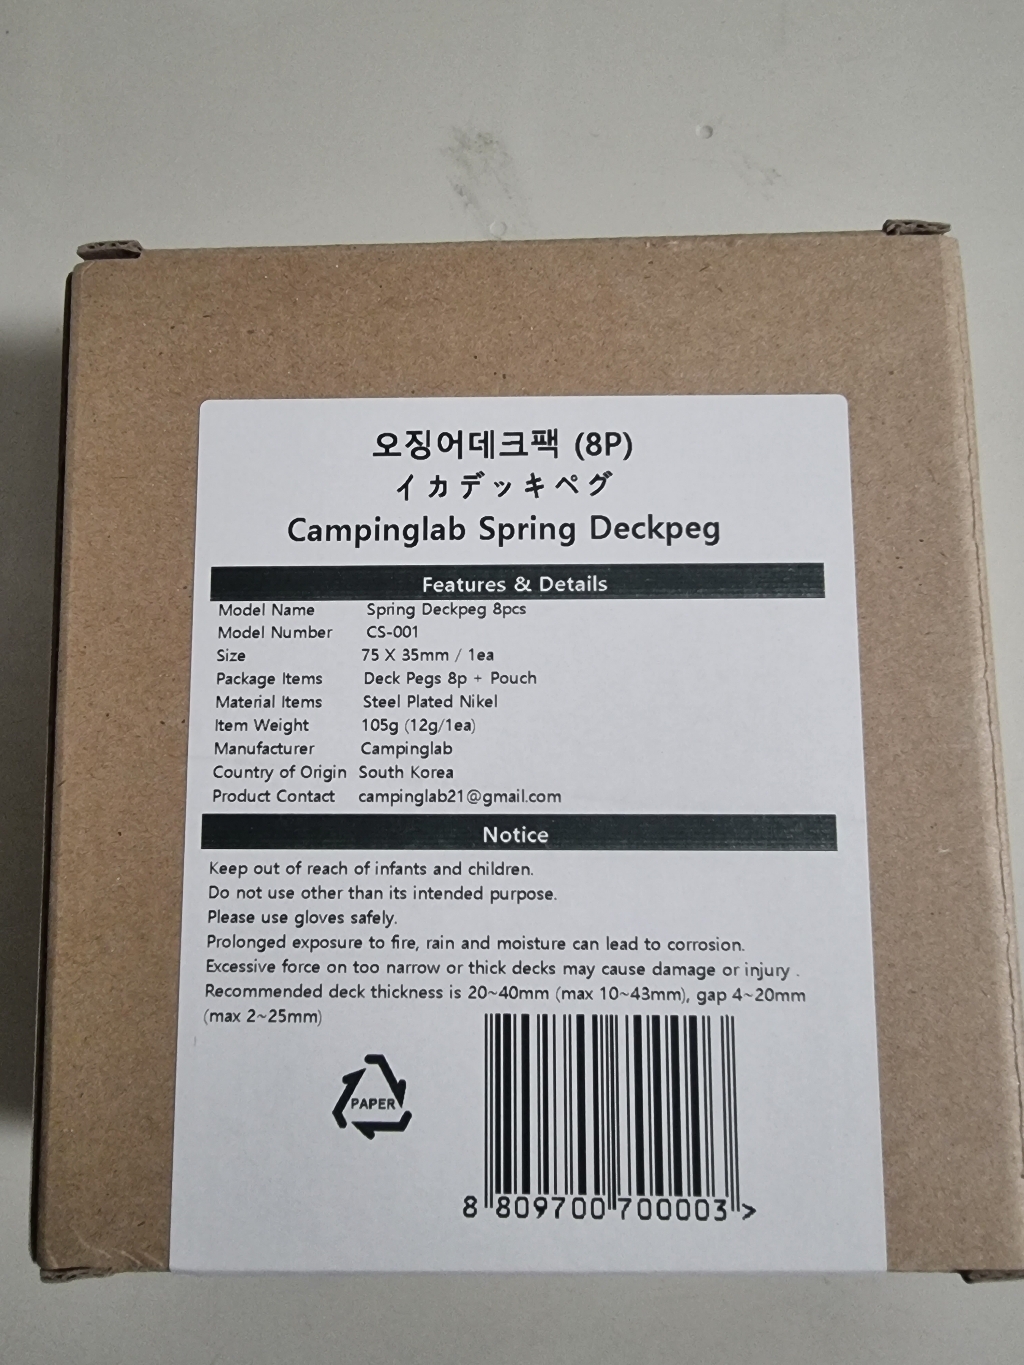 오징어데크팩 (8P)
イカデッキペグ
Campinglab Spring Deckpeg
Features & Details
Model Name Spring Deckpeg 8pcs
Model Number CS-001
Size 75 X 35mm / 1ea
Package Items Deck Pegs 8p + Pouch
Material Items Steel Plated Nikel
Item Weight 105g (12g/1ea)
Manufacturer Campinglab
Country of Origin South Korea
Product Contact campinglab21@gmail.com
Notice
Keep out of reach of infants and children.
Do not use other than its intended purpose.
Please use gloves safely.
Prolonged exposure to fire, rain and moisture can lead to corrosion.
Excessive force on too narrow or thick decks may cause damage or injury .
Recommended deck thickness is 20~40mm (max 10~43mm), gap 4~20mm
(max 2~25mm)
PAPER
8 809700 700003 >